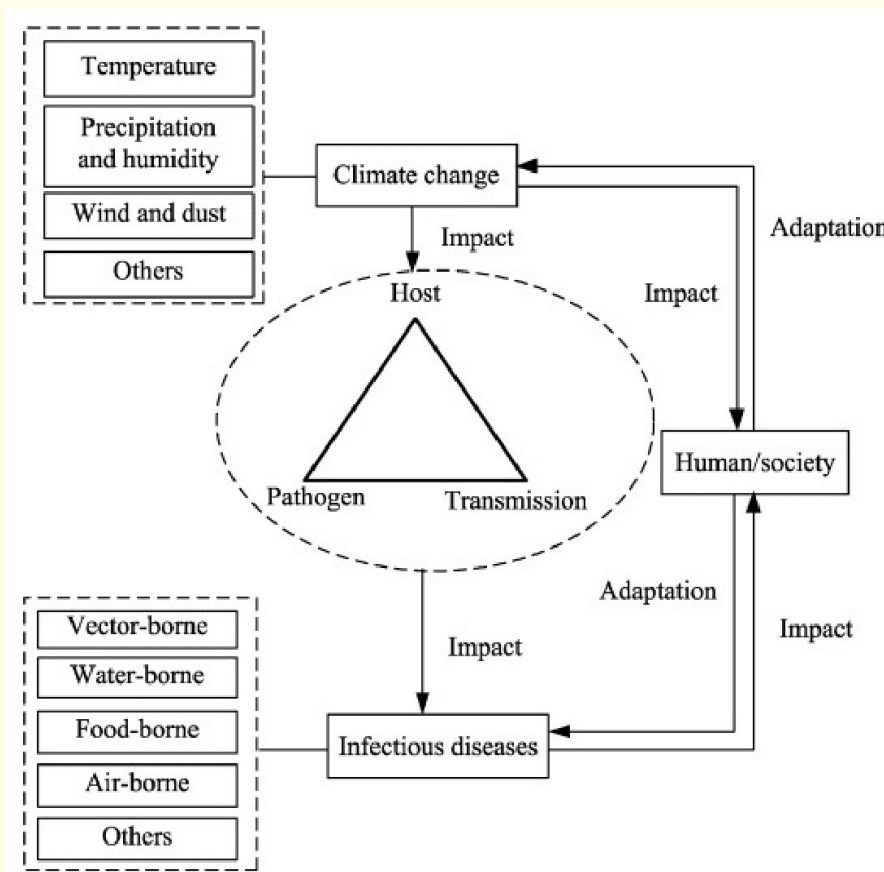 Temperature
Precipitation
and humidity
Wind and dust
Others
Climate change
Impact
Adaptation
Impact
Host
Pathogen
Transmission
Human/society
Adaptation
Impact
Impact
Vector-borne
Water-borne
Food-borne
Air-borne
Others
Infectious diseases